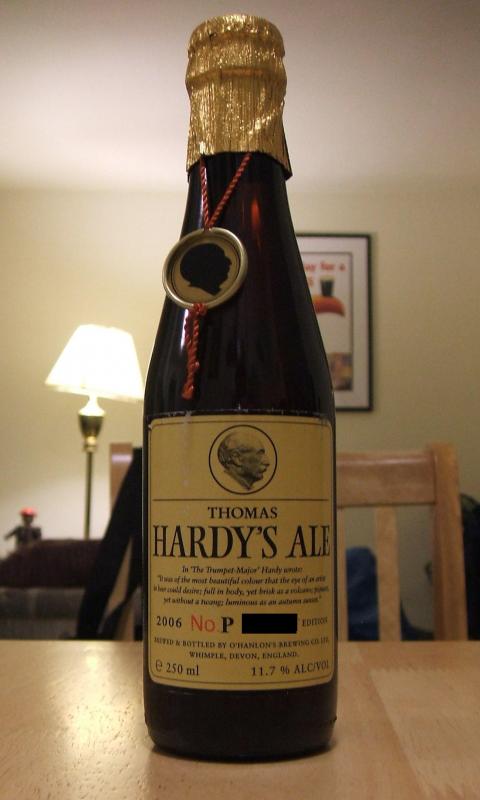 ay for a
THOMAS
HARDY'S ALE
In 'The Trumpet-Major' Hardy wrote:
"It was of the most beautiful colour that the eye of an artist
in beer could desire; full in body, yet brisk as a volcano; piquant,
yet without a twang; luminous as an autumn sunset."
2006 No. P EDITION
BREWED & BOTTLED BY O'HANLON'S BREWING CO. LTD.
WHIMPLE, DEVON, ENGLAND.
℮ 250 ml 11.7 % ALC/VOL